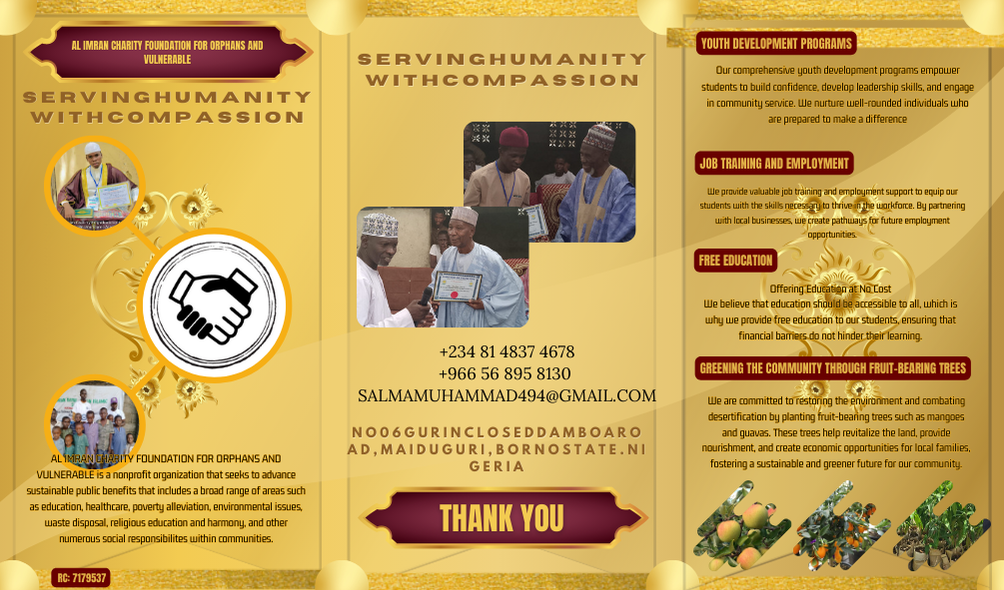 AL IMRAN CHARITY FOUNDATION FOR ORPHANS AND
VULNERABLE
SERVINGHUMANITY
WITHCOMPASSION
AL IMRAN CHARITY FOUNDATION FOR ORPHANS AND
VULNERABLE is a nonprofit organization that seeks to advance
sustainable public benefits that includes a broad range of areas such
as education, healthcare, poverty alleviation, environmental issues,
waste disposal, religious education and harmony, and other
numerous social responsibilites within communities.
RC: 7179537
SERVINGHUMANITY
WITHCOMPASSION
+234 81 4837 4678
+966 56 895 8130
SALMAMUHAMMAD494@GMAIL.COM
NO06GURINCLOSEDDAMBOARO
AD,MAIDUGURI,BORNOSTATE.NI
GERIA
THANK YOU
YOUTH DEVELOPMENT PROGRAMS
Our comprehensive youth development programs empower
students to build confidence, develop leadership skills, and engage
in community service. We nurture well-rounded individuals who
are prepared to make a difference
JOB TRAINING AND EMPLOYMENT
We provide valuable job training and employment support to equip our
students with the skills necessary to thrive in the workforce. By partnering
with local businesses, we create pathways for future employment
opportunities.
FREE EDUCATION
Offering Education at No Cost
We believe that education should be accessible to all, which is
why we provide free education to our students, ensuring that
financial barriers do not hinder their learning.
GREENING THE COMMUNITY THROUGH FRUIT-BEARING TREES
We are committed to restoring the environment and combating
desertification by planting fruit-bearing trees such as mangoes
and guavas. These trees help revitalize the land, provide
nourishment, and create economic opportunities for local families,
fostering a sustainable and greener future for our community.